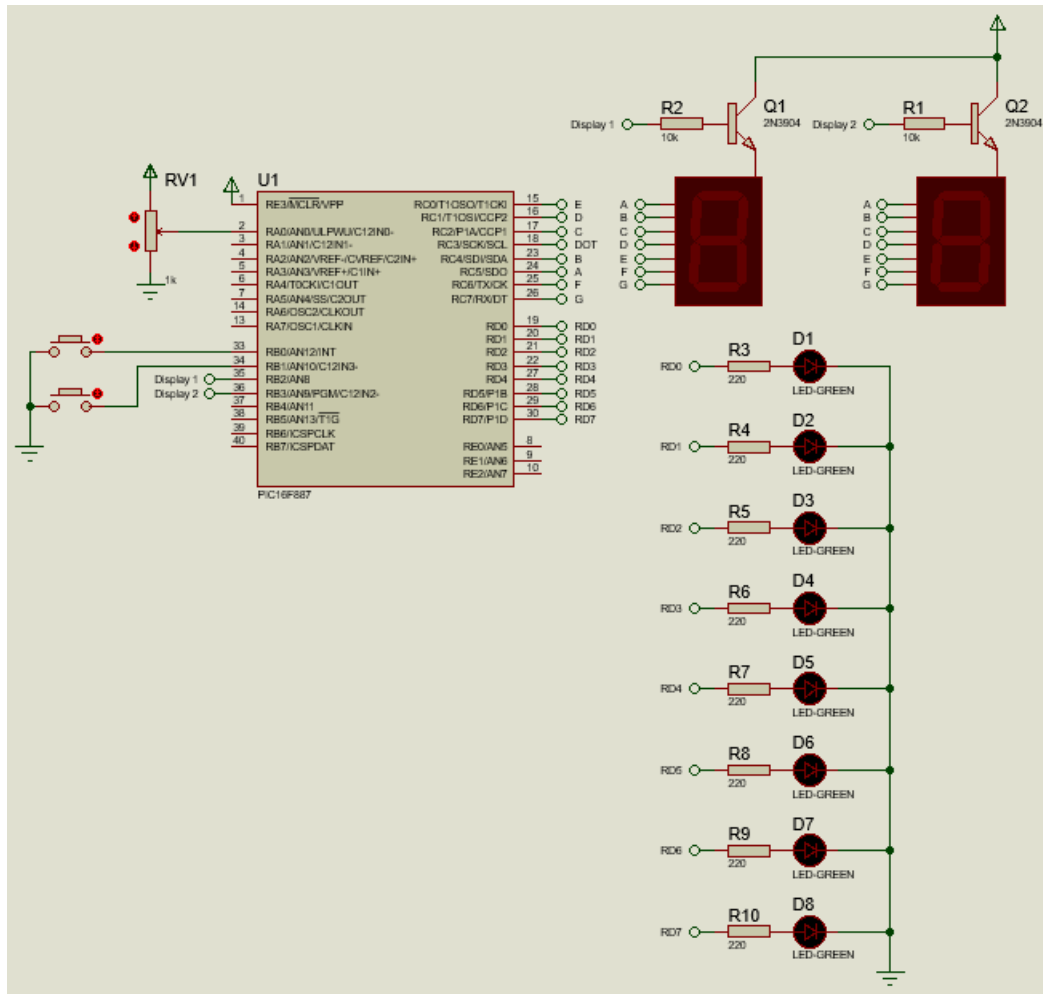 R2
10k
Q1
2N3904
Display 1
R1
10k
Q2
2N3904
Display 2
RV1
1k
U1
1 RE3/MCLR/VPP
2 RA0/AN0/ULPWU/C12IN0-
3 RA1/AN1/C12IN1-
4 RA2/AN2/VREF-/CVREF/C2IN+
5 RA3/AN3/VREF+/C1IN+
6 RA4/T0CKI/C1OUT
7 RA5/AN4/SS/C2OUT
14 RA6/OSC2/CLKOUT
13 RA7/OSC1/CLKIN
33 RB0/AN12/INT
34 RB1/AN10/C12IN3-
Display 1 35 RB2/AN8
Display 2 36 RB3/AN9/PGM/C12IN2-
37 RB4/AN11
38 RB5/AN13/T1G
39 RB6/ICSPCLK
40 RB7/ICSPDAT
RC0/T1OSO/T1CKI 15 E
RC1/T1OSI/CCP2 16 D
RC2/P1A/CCP1 17 C
RC3/SCK/SCL 18 DOT
RC4/SDI/SDA 23 B
RC5/SDO 24 A
RC6/TX/CK 25 F
RC7/RX/DT 26 G
RD0 19 RD0
RD1 20 RD1
RD2 21 RD2
RD3 22 RD3
RD4 27 RD4
RD5/P1B 28 RD5
RD6/P1C 29 RD6
RD7/P1D 30 RD7
RE0/AN5 8
RE1/AN6 9
RE2/AN7 10
PIC16F887
A
B
C
D
E
F
G
A
B
C
D
E
F
G
RD0
R3
220
D1
LED-GREEN
RD1
R4
220
D2
LED-GREEN
RD2
R5
220
D3
LED-GREEN
RD3
R6
220
D4
LED-GREEN
RD4
R7
220
D5
LED-GREEN
RD5
R8
220
D6
LED-GREEN
RD6
R9
220
D7
LED-GREEN
RD7
R10
220
D8
LED-GREEN